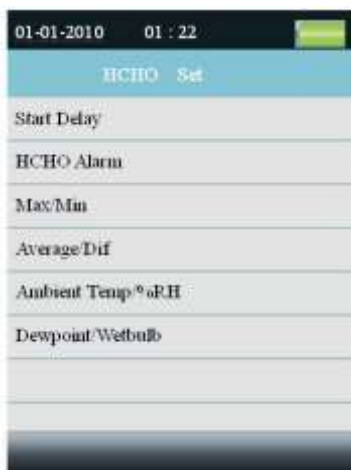 01-01-2010 01 : 22
HCHO Set
Start Delay
HCHO Alarm
Max/Min
Average/Dif
Ambient Temp/%RH
Dewpoint/Wetbulb